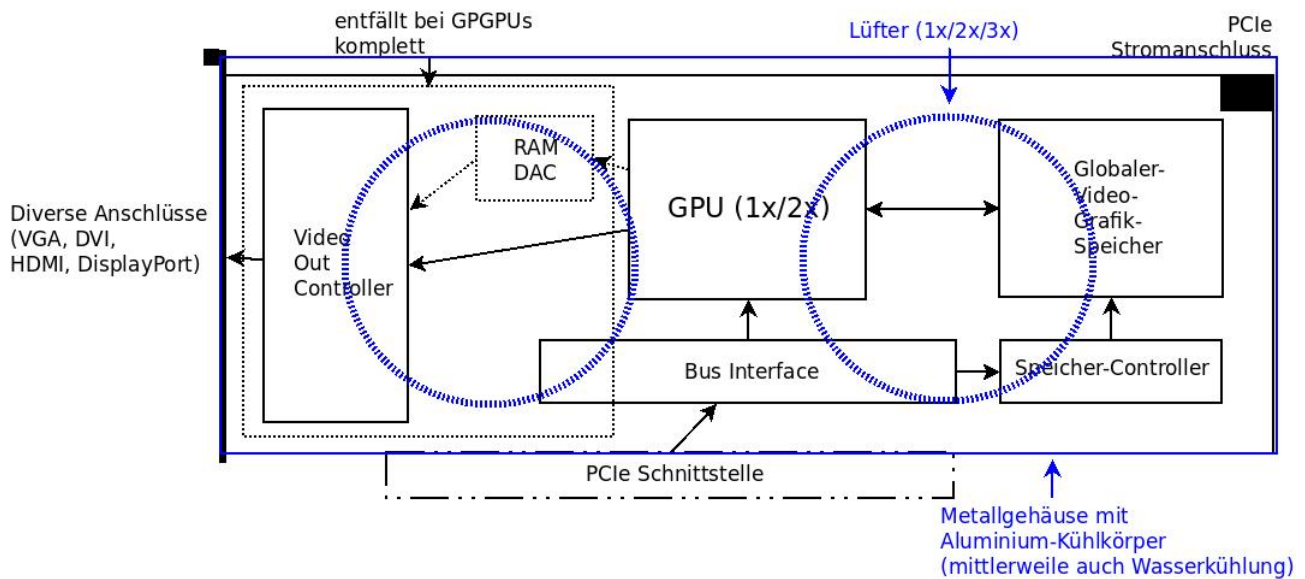 entfällt bei GPGPUs
komplett
Lüfter (1x/2x/3x)
PCIe
Stromanschluss
RAM
DAC
GPU (1x/2x)
Globaler-
Video-
Grafik-
Speicher
Diverse Anschlüsse
(VGA, DVI,
HDMI, DisplayPort)
Video
Out
Controller
Bus Interface
Speicher-Controller
PCIe Schnittstelle
Metallgehäuse mit
Aluminium-Kühlkörper
(mittlerweile auch Wasserkühlung)